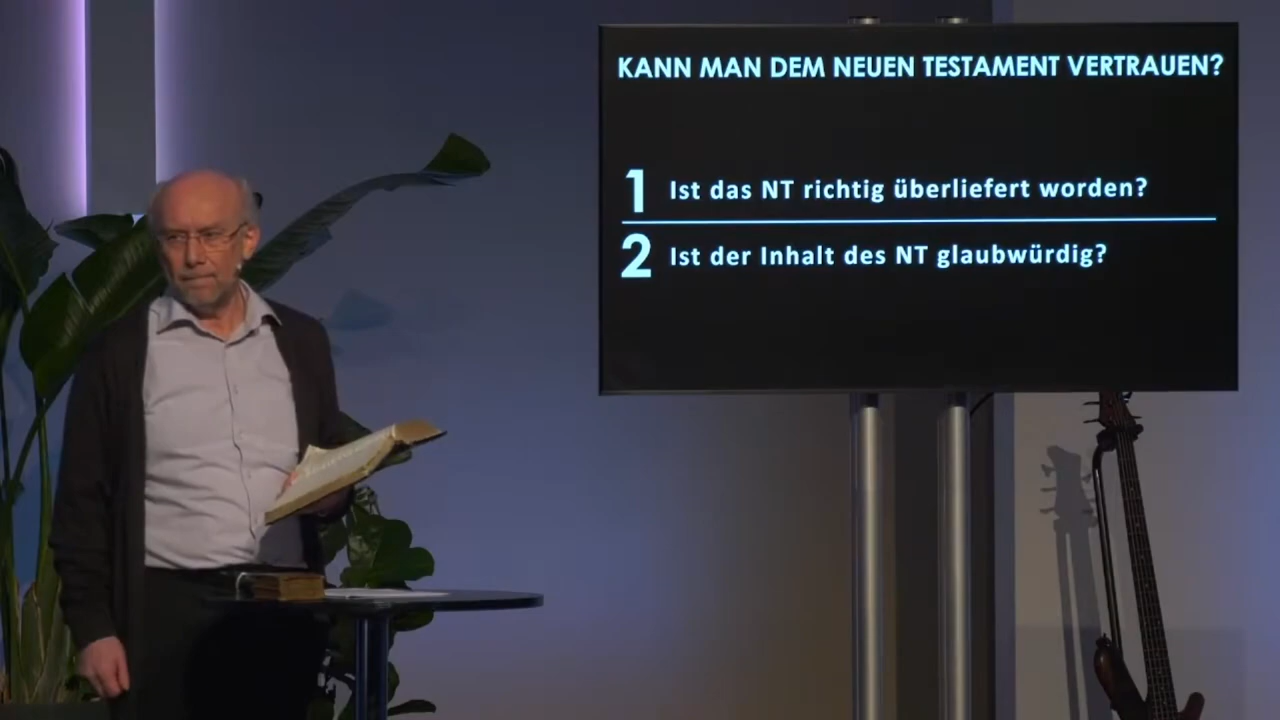 KANN MAN DEM NEUEN TESTAMENT VERTRAUEN?
1 Ist das NT richtig überliefert worden?
2 Ist der Inhalt des NT glaubwürdig?